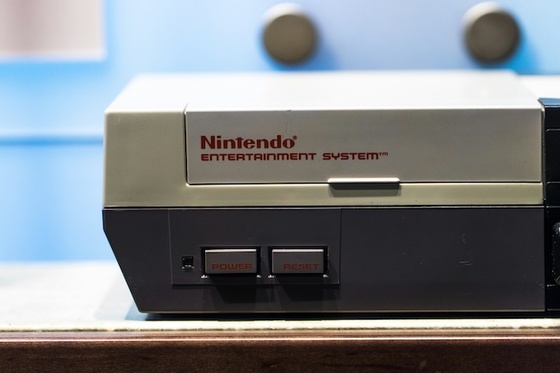 Nintendo®
ENTERTAINMENT SYSTEM™
POWER RESET